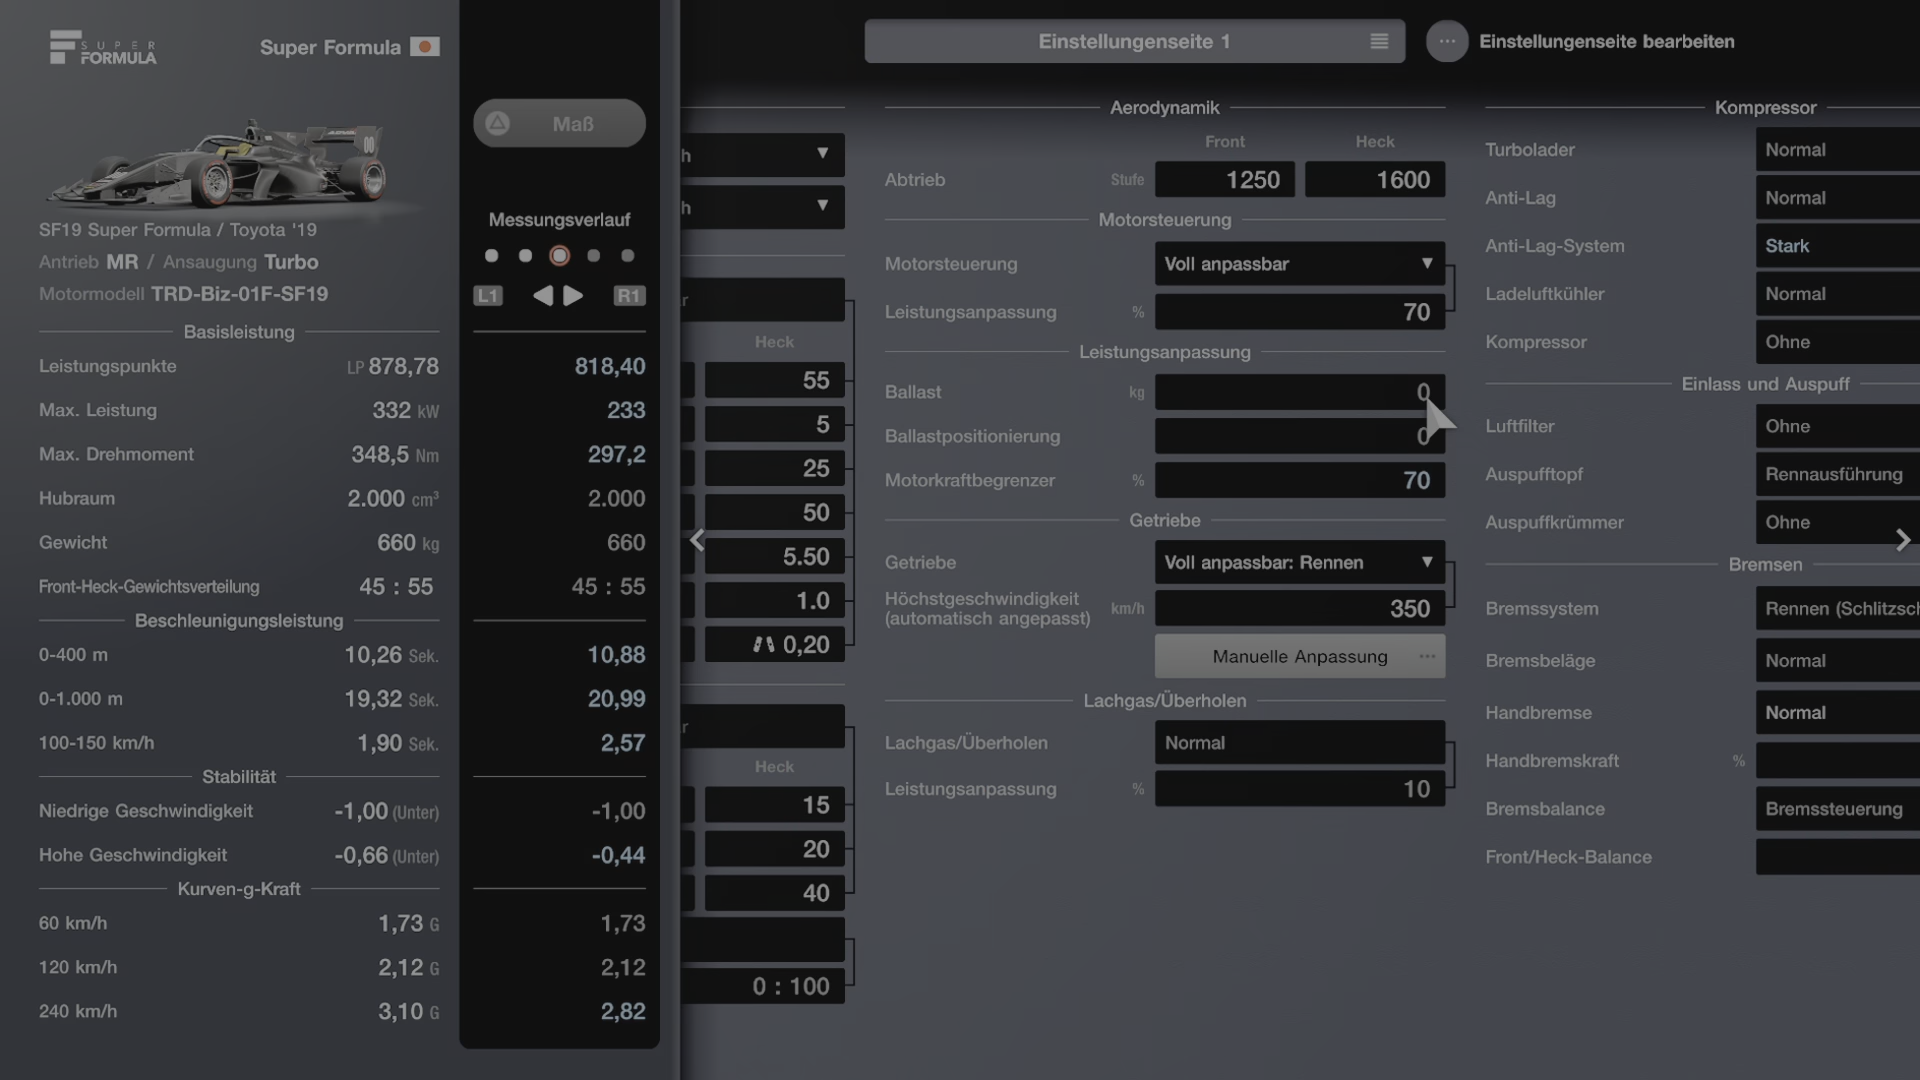 SUPER
FORMULA
Super Formula
SF19 Super Formula / Toyota '19
Antrieb MR / Ansaugung Turbo
Motormodell TRD-Biz-01F-SF19
Maß
Messungsverlauf
L1
R1
Basisleistung
Leistungspunkte LP 878,78 818,40
Max. Leistung 332 kW 233
Max. Drehmoment 348,5 Nm 297,2
Hubraum 2.000 cm³ 2.000
Gewicht 660 kg 660
Front-Heck-Gewichtsverteilung 45 : 55 45 : 55
Beschleunigungsleistung
0-400 m 10,26 Sek. 10,88
0-1.000 m 19,32 Sek. 20,99
100-150 km/h 1,90 Sek. 2,57
Stabilität
Niedrige Geschwindigkeit -1,00 (Unter) -1,00
Hohe Geschwindigkeit -0,66 (Unter) -0,44
Kurven-g-Kraft
60 km/h 1,73 G 1,73
120 km/h 2,12 G 2,12
240 km/h 3,10 G 2,82
Einstellungenseite 1
Einstellungenseite bearbeiten
h
h
r
Heck
55
5
25
50
5.50
1.0
0,20
r
Heck
15
20
40
0 : 100
Aerodynamik
Front Heck
Abtrieb Stufe 1250 1600
Motorsteuerung
Motorsteuerung Voll anpassbar
Leistungsanpassung % 70
Leistungsanpassung
Ballast kg 0
Ballastpositionierung 0
Motorkraftbegrenzer % 70
Getriebe
Getriebe Voll anpassbar: Rennen
Höchstgeschwindigkeit
(automatisch angepasst) km/h 350
Manuelle Anpassung
Lachgas/Überholen
Lachgas/Überholen Normal
Leistungsanpassung % 10
Kompressor
Turbolader Normal
Anti-Lag Normal
Anti-Lag-System Stark
Ladeluftkühler Normal
Kompressor Ohne
Einlass und Auspuff
Luftfilter Ohne
Auspufftopf Rennausführung
Auspuffkrümmer Ohne
Bremsen
Bremssystem Rennen (Schlitzsch
Bremsbeläge Normal
Handbremse Normal
Handbremskraft %
Bremsbalance Bremssteuerung
Front/Heck-Balance